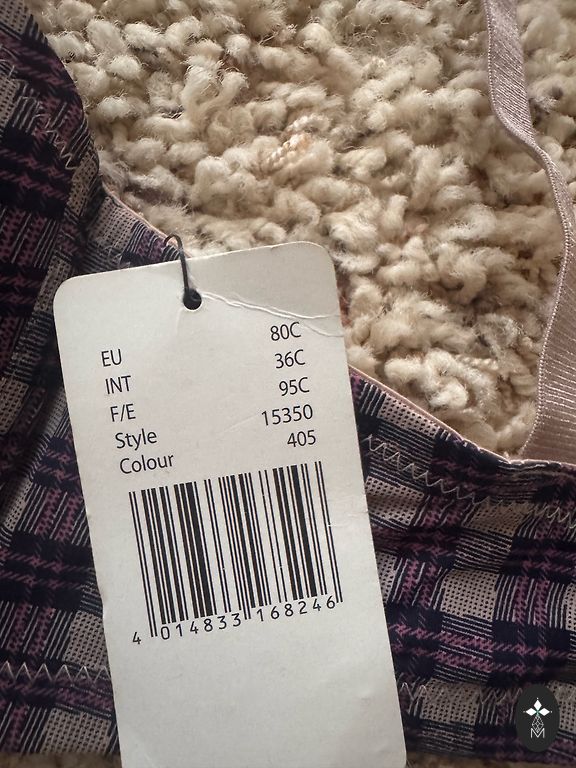 EU 80C
INT 36C
F/E 95C
Style 15350
Colour 405
4 014833 168246
M